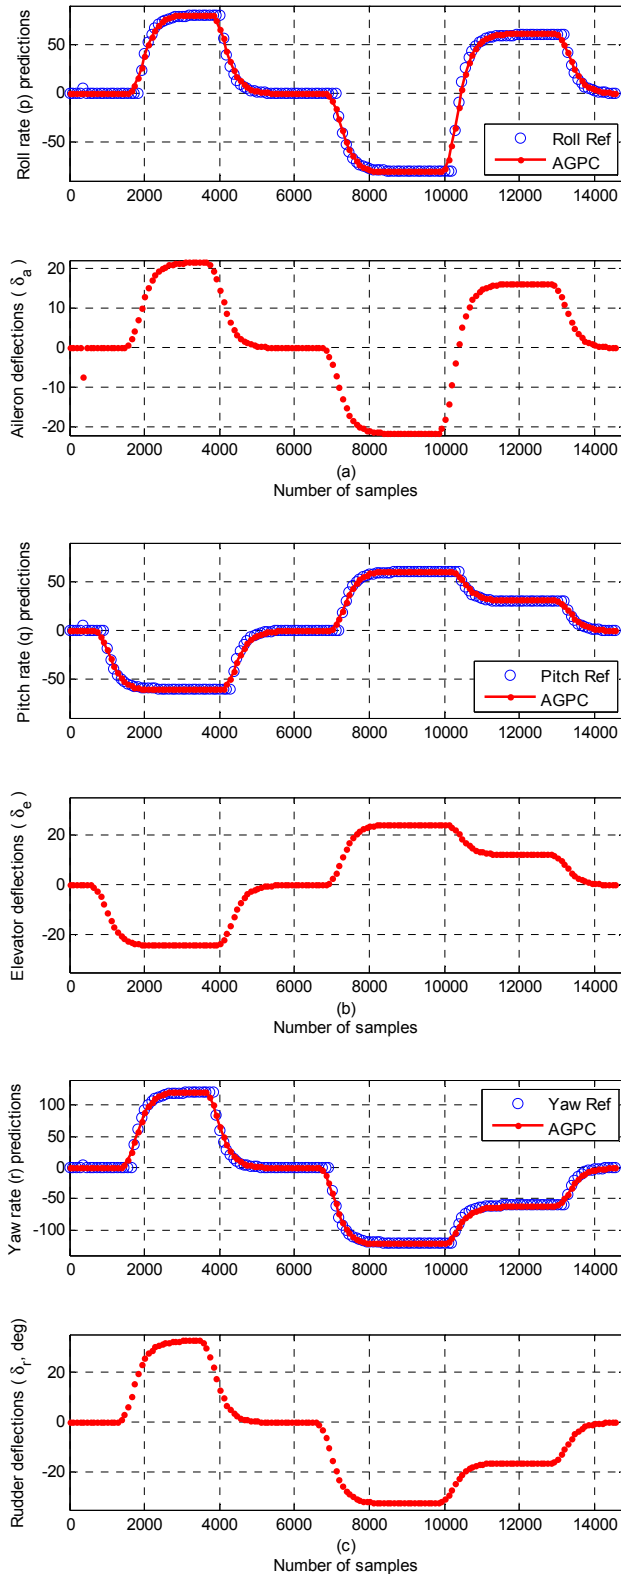 Roll rate (p) predictions
50
0
-50
0 2000 4000 6000 8000 10000 12000 14000
Roll Ref
AGPC
Aileron deflections ( δa )
20
10
0
-10
-20
0 2000 4000 6000 8000 10000 12000 14000
(a)
Number of samples
Pitch rate (q) predictions
50
0
-50
0 2000 4000 6000 8000 10000 12000 14000
Pitch Ref
AGPC
Elevator deflections ( δe )
20
0
-20
0 2000 4000 6000 8000 10000 12000 14000
(b)
Number of samples
Yaw rate (r) predictions
100
50
0
-50
-100
0 2000 4000 6000 8000 10000 12000 14000
Yaw Ref
AGPC
Rudder deflections ( δr, deg)
20
0
-20
0 2000 4000 6000 8000 10000 12000 14000
(c)
Number of samples